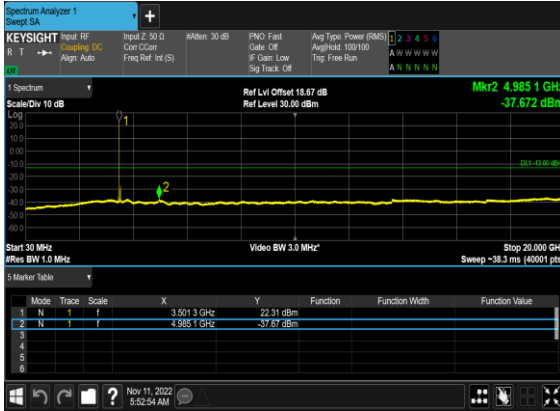 Spectrum Analyzer 1
Swept SA
+
KEYSIGHT Input: RF Input Z: 50 Ω #Atten: 30 dB PNO: Fast Avg Type: Power (RMS) 1 2 3 4 5 6
R T Coupling: DC Corr CCorr Gate: Off Avg|Hold: 100/100 A W W W W W
Align: Auto Freq Ref: Int (S) IF Gain: Low Trig: Free Run
Sig Track: Off A N N N N N
1 Spectrum Ref Lvl Offset 18.67 dB Mkr2 4.985 1 GHz
Scale/Div 10 dB Ref Level 30.00 dBm -37.672 dBm
Log
20.0 1
10.0
0.00
-10.0 DL1 -13.00 dBm
-20.0
-30.0 2
-40.0
-50.0
-60.0
Start 30 MHz Video BW 3.0 MHz* Stop 20.000 GH
#Res BW 1.0 MHz Sweep ~38.3 ms (40001 pts
5 Marker Table
Mode Trace Scale X Y Function Function Width Function Value
1 N 1 f 3.501 3 GHz 22.31 dBm
2 N 1 f 4.985 1 GHz -37.67 dBm
3
4
5
6
? Nov 11, 2022
5:52:54 AM